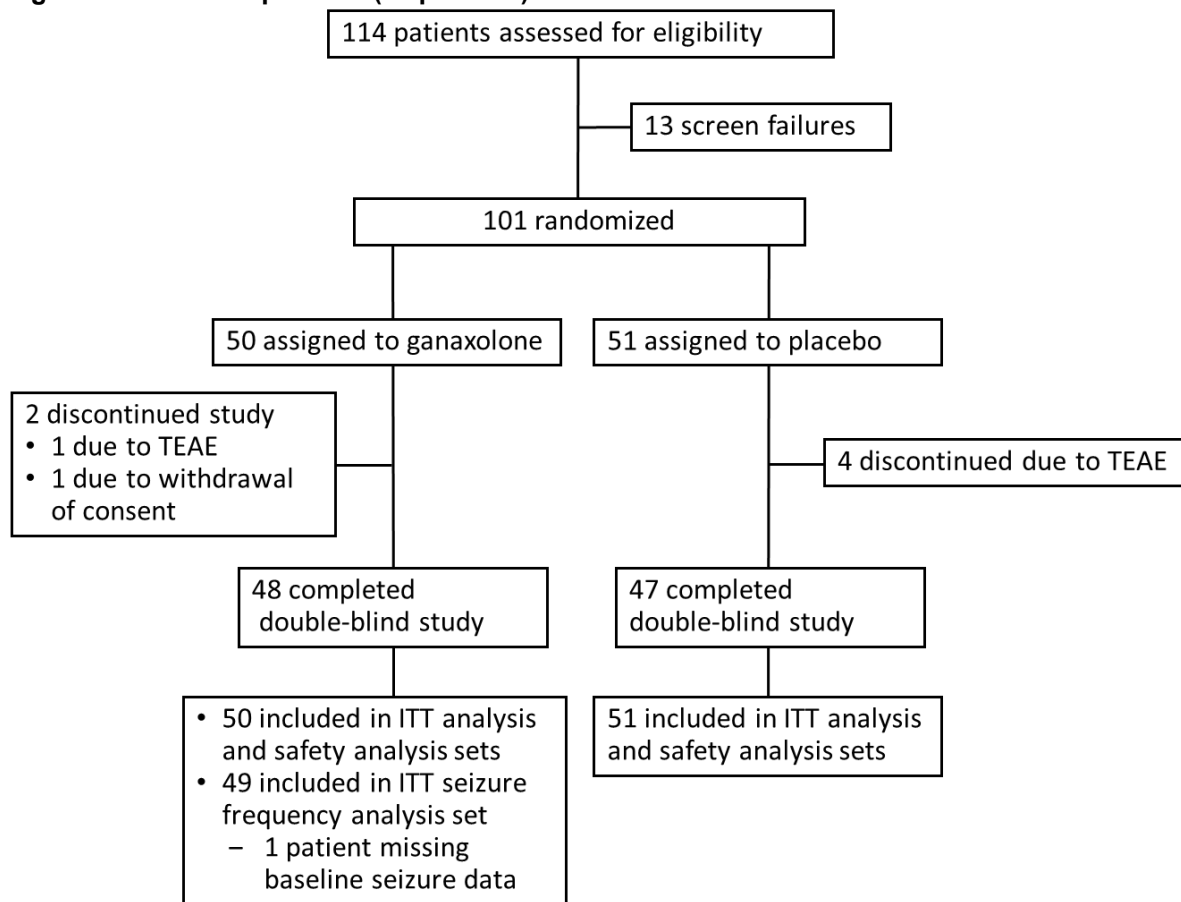 114 patients assessed for eligibility
13 screen failures
101 randomized
50 assigned to ganaxolone
51 assigned to placebo
2 discontinued study
• 1 due to TEAE
• 1 due to withdrawal
of consent
4 discontinued due to TEAE
48 completed
double-blind study
47 completed
double-blind study
• 50 included in ITT analysis
and safety analysis sets
• 49 included in ITT seizure
frequency analysis set
– 1 patient missing
baseline seizure data
51 included in ITT analysis
and safety analysis sets